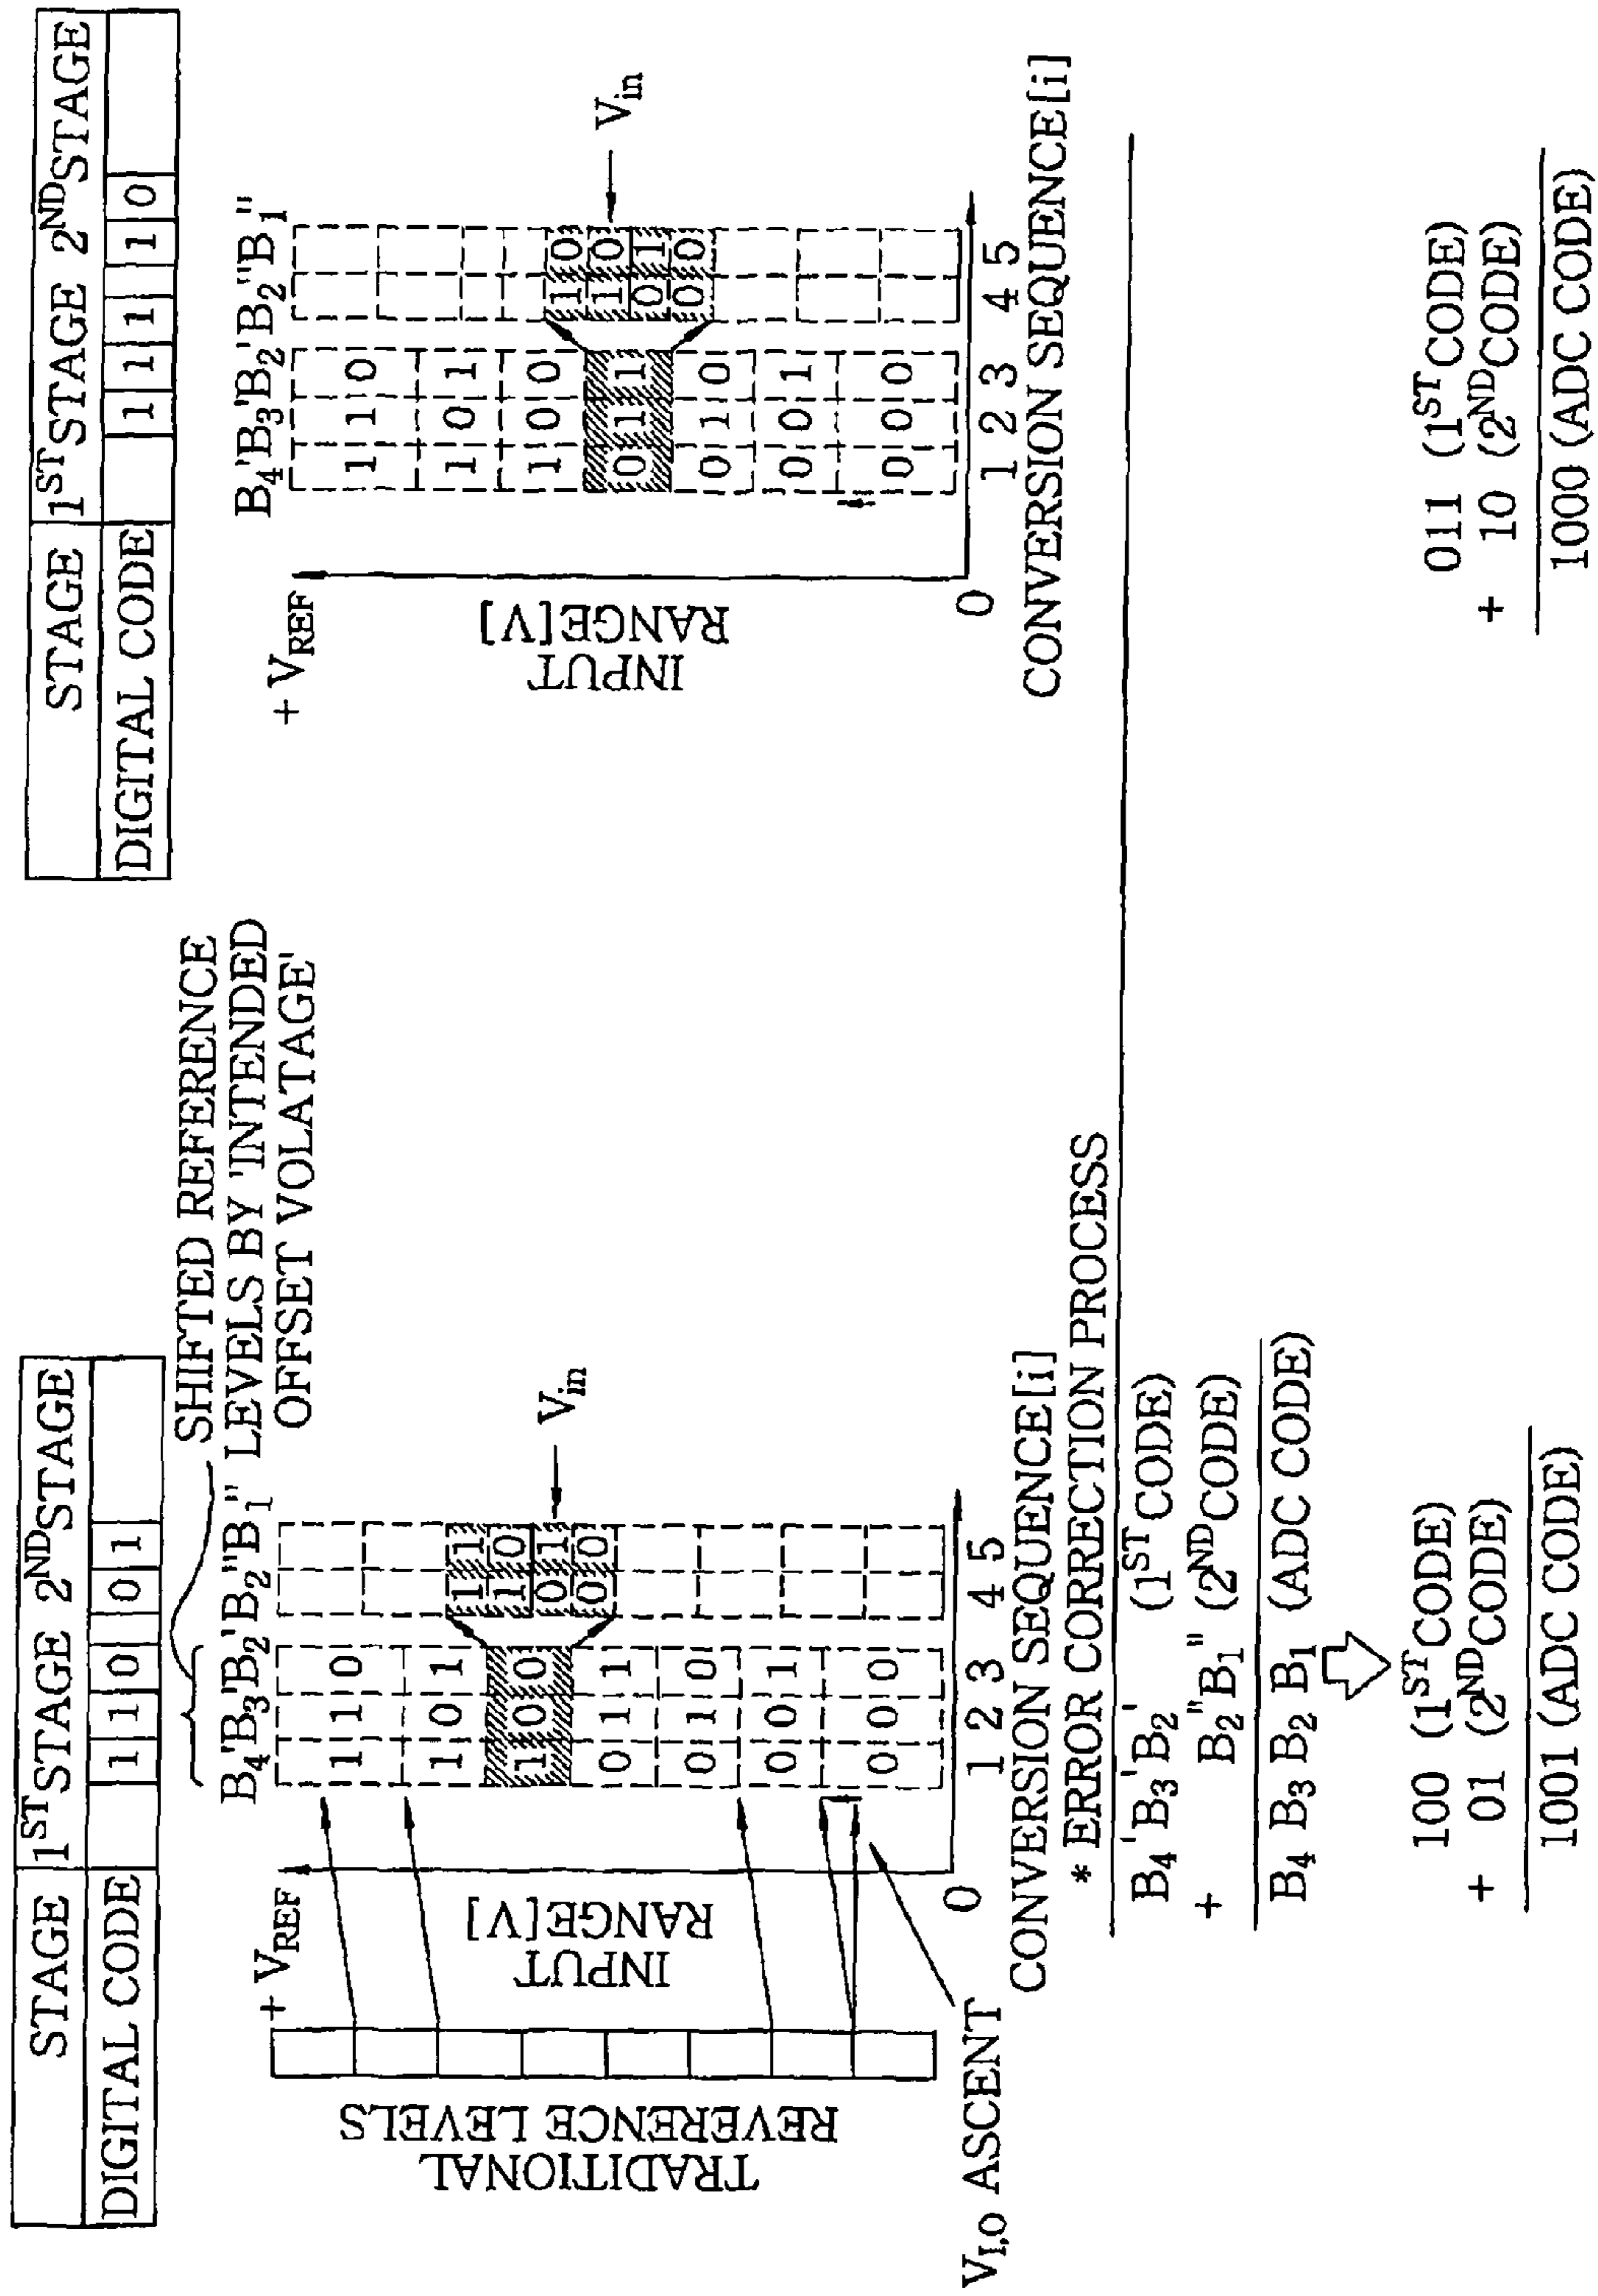 STAGE 1ST STAGE 2ND STAGE
DIGITAL CODE 1 1 0 0 1
SHIFTED REFERENCE
LEVELS BY 'INTENDED
OFFSET VOLATAGE'
B4'B3'B2'B2"B1"
+ VREF
INPUT
RANGE[V]
TRADITIONAL
REVERENCE LEVELS
1 1 0
1 0 1 1 1
1 0
1 0 0 0 1
0 0
0 1 1
0 1 0
0 0 1
0 0 0
Vin
VI,O ASCENT
0
1 2 3 4 5
CONVERSION SEQUENCE[i]
STAGE 1ST STAGE 2ND STAGE
DIGITAL CODE 1 1 1 1 0
B4'B3'B2'B2"B1"
+ VREF
INPUT
RANGE[V]
1 1 0
1 0 1
1 0 0 1 0
1 0
0 1 1 0 1
0 0
0 1 0
0 0 1
0 0 0
Vin
0
1 2 3 4 5
CONVERSION SEQUENCE[i]
* ERROR CORRECTION PROCESS
B4'B3'B2' (1ST CODE)
+ B2"B1" (2ND CODE)
B4 B3 B2 B1 (ADC CODE)
100 (1ST CODE)
+ 01 (2ND CODE)
1001 (ADC CODE)
011 (1ST CODE)
+ 10 (2ND CODE)
1000 (ADC CODE)